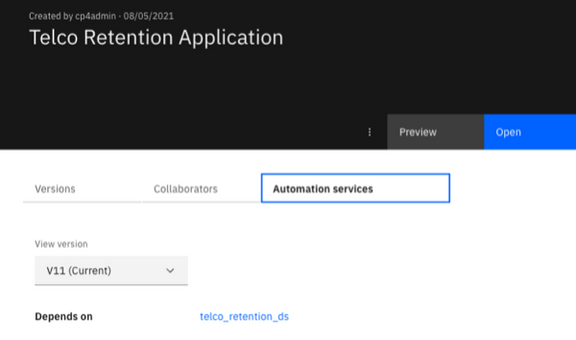 Created by cp4admin - 08/05/2021
Telco Retention Application
Preview
Open
Versions
Collaborators
Automation services
View version
V11 (Current)
Depends on telco_retention_ds